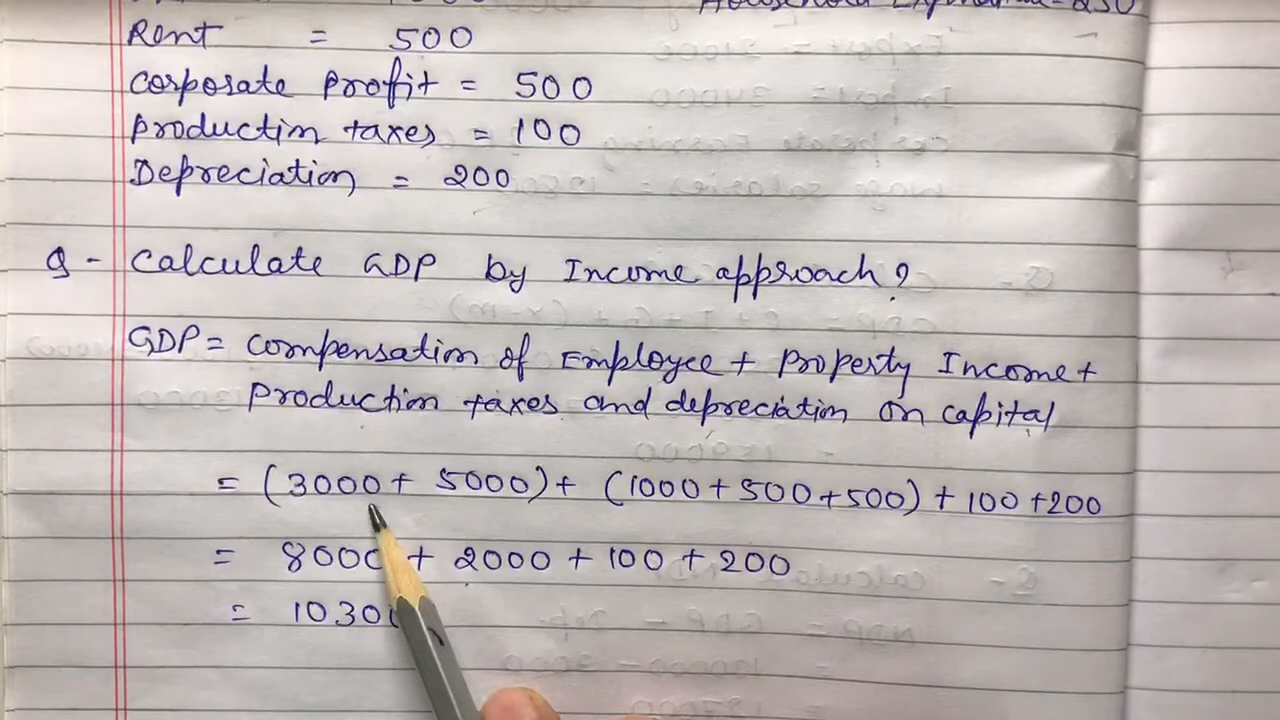 Rent = 500
Corporate profit = 500
Production taxes = 100
Depreciation = 200
Q - Calculate GDP by Income approach?
GDP = Compensation of Employee + Property Income +
Production taxes and depreciation on capital
= (3000 + 5000) + (1000 + 500 + 500) + 100 + 200
= 8000 + 2000 + 100 + 200
= 10300